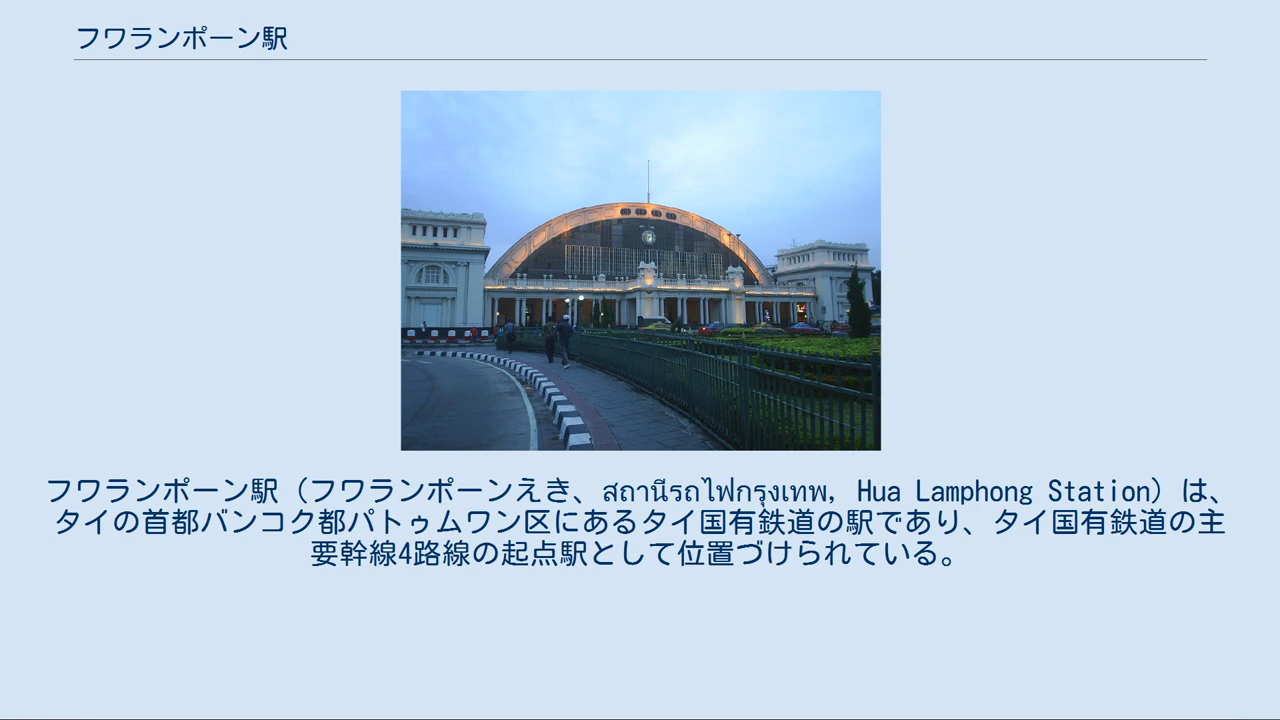 フワランポーン駅
フワランポーン駅（フワランポーンえき、สถานีรถไฟกรุงเทพ, Hua Lamphong Station）は、
タイの首都バンコク都パトゥムワン区にあるタイ国有鉄道の駅であり、タイ国有鉄道の主
要幹線4路線の起点駅として位置づけられている。